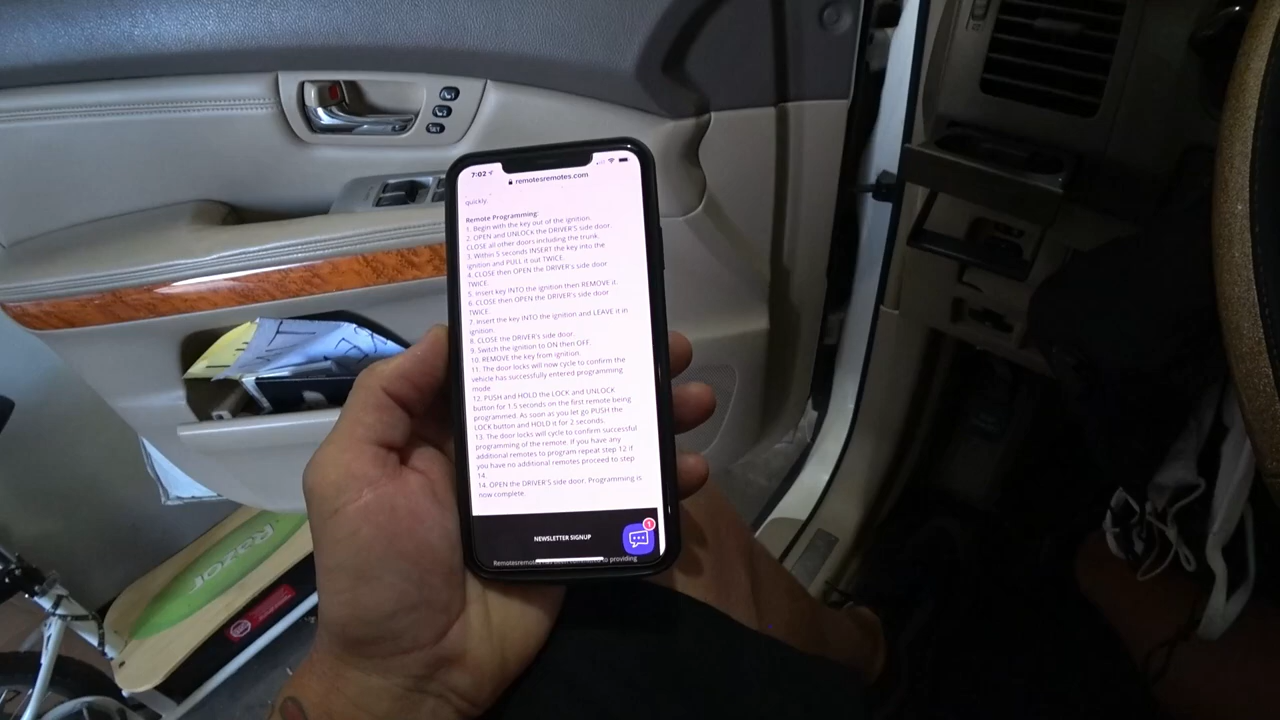 7:02
remotesremotes.com
quickly.
Remote Programming:
1. Begin with the key out of the ignition.
2. OPEN and UNLOCK the DRIVER'S side door.
CLOSE all other doors including the trunk.
3. Within 5 seconds INSERT the key into the
ignition and PULL it out TWICE.
4. CLOSE then OPEN the DRIVER's side door
TWICE.
5. Insert key INTO the ignition then REMOVE it.
6. CLOSE then OPEN the DRIVER's side door
TWICE.
7. Insert the key INTO the ignition and LEAVE it in
ignition.
8. CLOSE the DRIVER's side door.
9. Switch the ignition to ON then OFF.
10. REMOVE the key from ignition.
11. The door locks will now cycle to confirm the
vehicle has successfully entered programming
mode
12. PUSH and HOLD the LOCK and UNLOCK
button for 1.5 seconds on the first remote being
programmed. As soon as you let go PUSH the
LOCK button and HOLD it for 2 seconds.
13. The door locks will cycle to confirm successful
programming of the remote. If you have any
additional remotes to program repeat step 12 if
you have no additional remotes proceed to step
14.
14. OPEN the DRIVER'S side door. Programming is
now complete.
NEWSLETTER SIGNUP
1
Remotesremotes has been committed to providing
SET
Razor